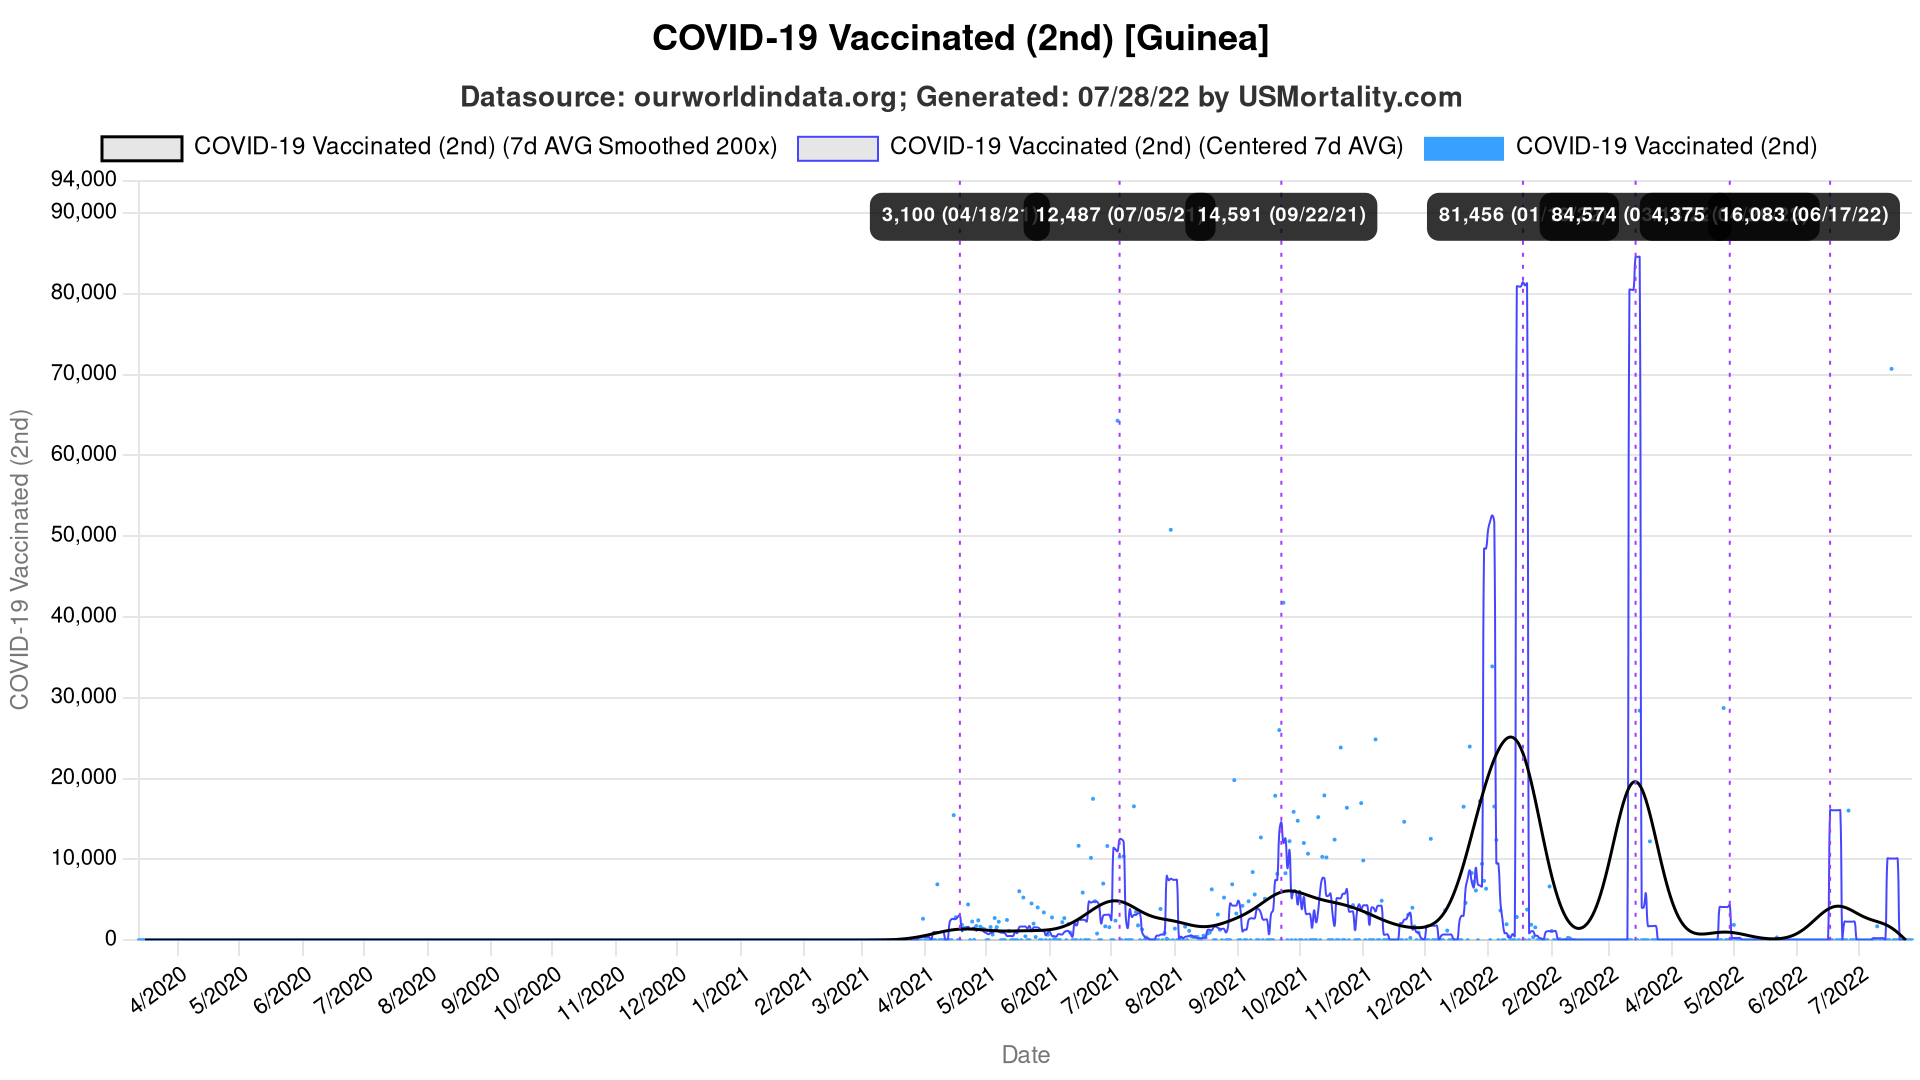 COVID-19 Vaccinated (2nd) [Guinea]
Datasource: ourworldindata.org; Generated: 07/28/22 by USMortality.com
COVID-19 Vaccinated (2nd) (7d AVG Smoothed 200x) COVID-19 Vaccinated (2nd) (Centered 7d AVG) COVID-19 Vaccinated (2nd)
94,000
90,000
80,000
70,000
60,000
50,000
40,000
30,000
20,000
10,000
0
COVID-19 Vaccinated (2nd)
3,100 (04/18/21) 12,487 (07/05/21 14,591 (09/22/21) 81,456 (01 84,574 (03 4,375 16,083 (06/17/22)
4/2020 5/2020 6/2020 7/2020 8/2020 9/2020 10/2020 11/2020 12/2020 1/2021 2/2021 3/2021 4/2021 5/2021 6/2021 7/2021 8/2021 9/2021 10/2021 11/2021 12/2021 1/2022 2/2022 3/2022 4/2022 5/2022 6/2022 7/2022
Date